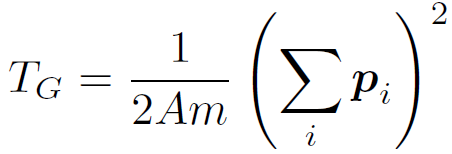 $T_G = \frac{1}{2Am} \left( \sum_i \boldsymbol{p}_i \right)^2$